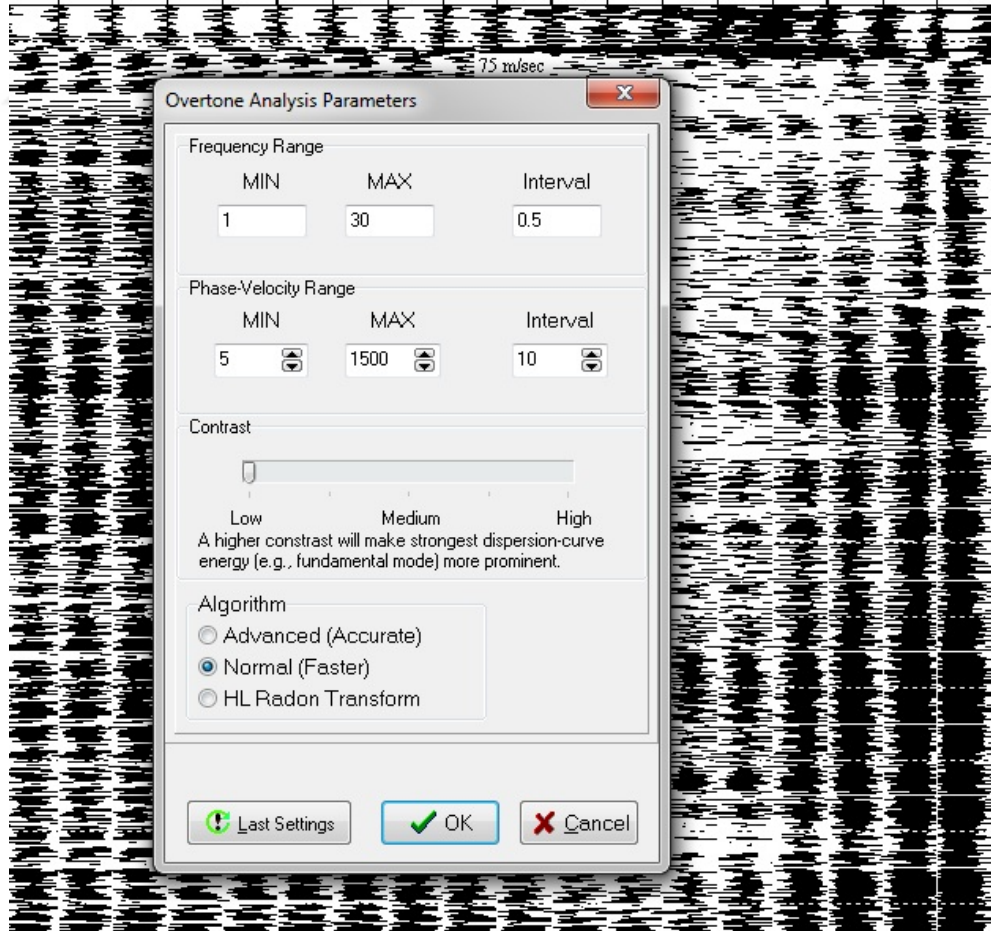 75 m/sec
Overtone Analysis Parameters
Frequency Range
MIN MAX Interval
1 30 0.5
Phase-Velocity Range
MIN MAX Interval
5 1500 10
Contrast
Low Medium High
A higher constrast will make strongest dispersion-curve
energy (e.g., fundamental mode) more prominent.
Algorithm
Advanced (Accurate)
Normal (Faster)
HL Radon Transform
Last Settings OK Cancel